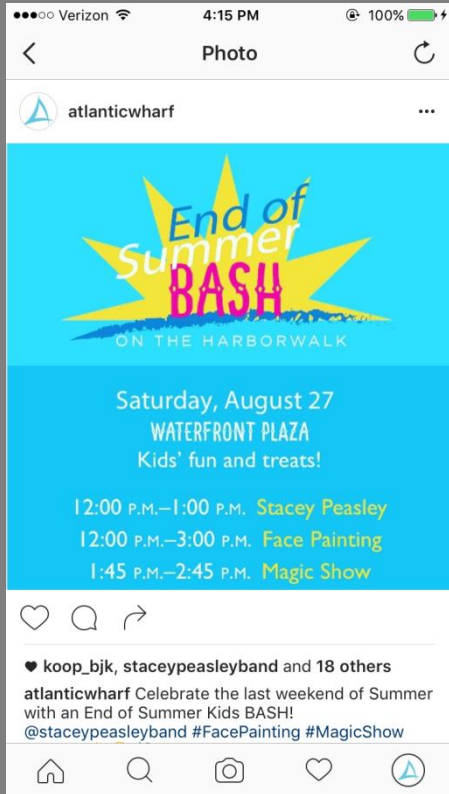 Verizon 4:15 PM 100%
Photo
atlanticwharf
End of
Summer
BASH
ON THE HARBORWALK
Saturday, August 27
WATERFRONT PLAZA
Kids' fun and treats!
12:00 P.M.–1:00 P.M. Stacey Peasley
12:00 P.M.–3:00 P.M. Face Painting
1:45 P.M.–2:45 P.M. Magic Show
koop_bjk, staceypeasleyband and 18 others
atlanticwharf Celebrate the last weekend of Summer
with an End of Summer Kids BASH!
@staceypeasleyband #FacePainting #MagicShow